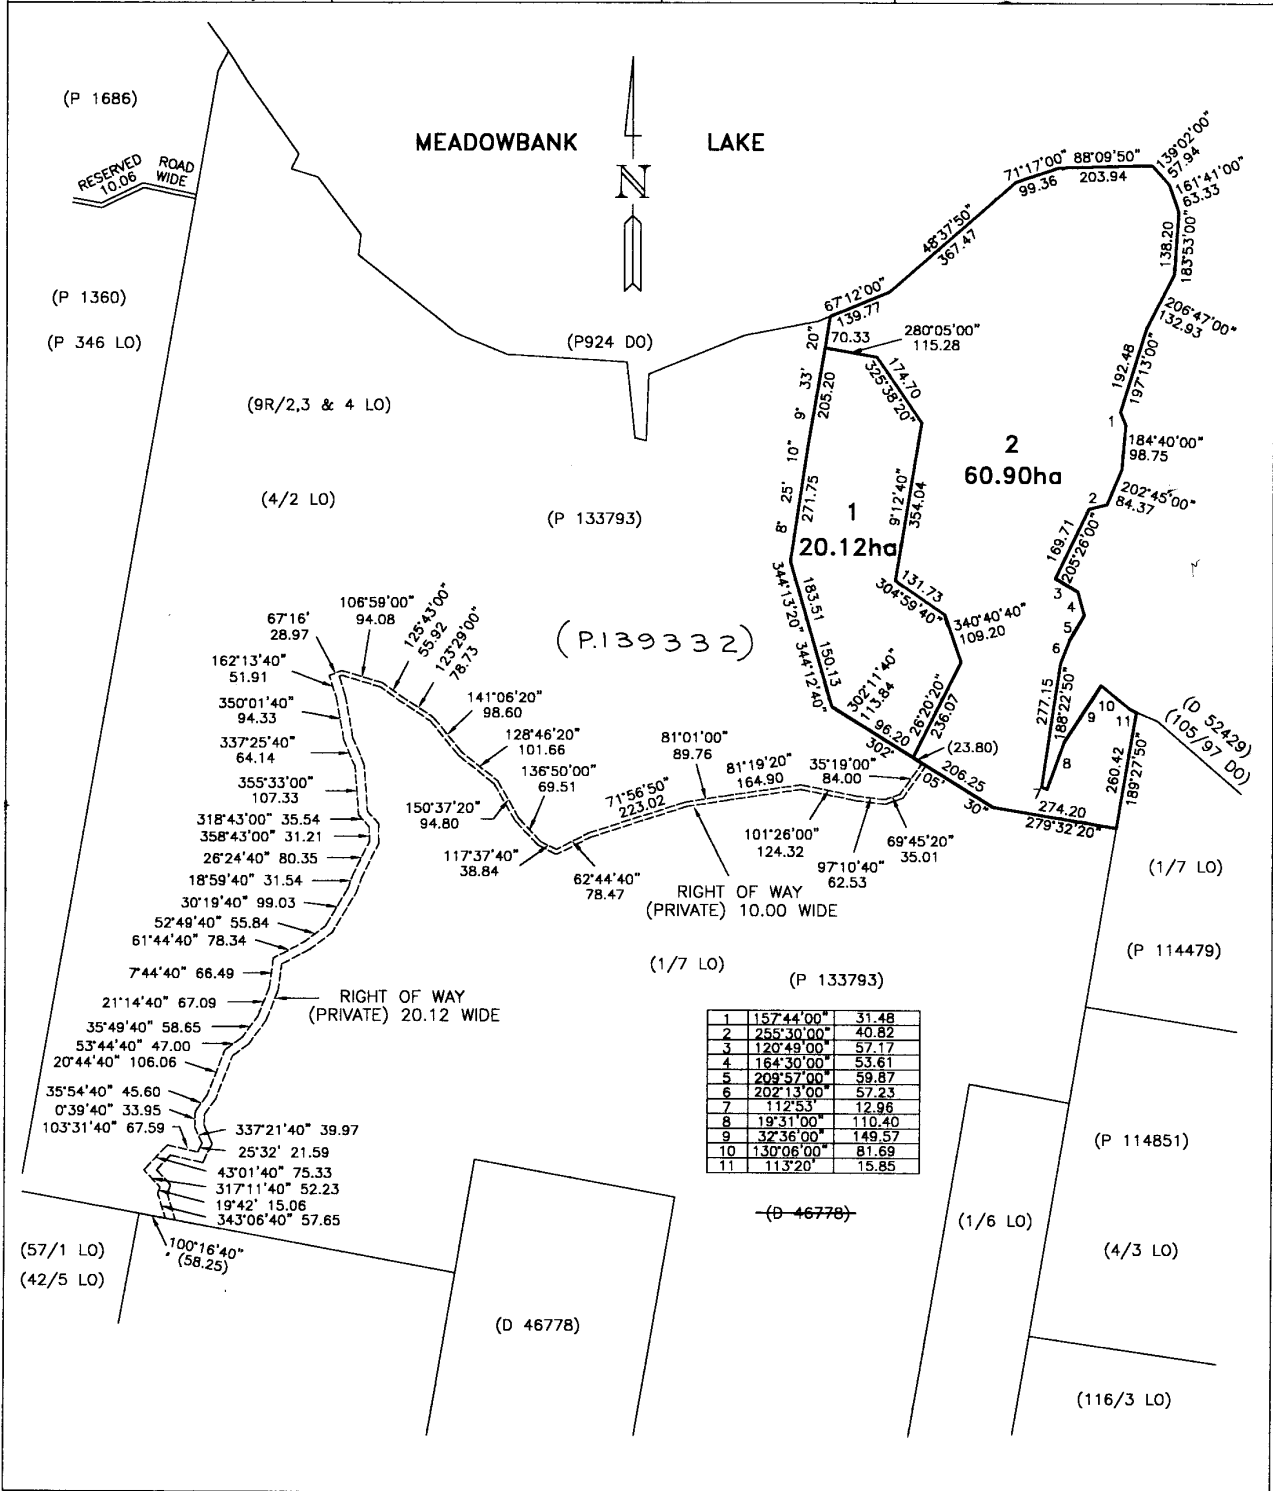 (P 1686)
RESERVED ROAD
10.06 WIDE
MEADOWBANK LAKE
N
(P 1360)
(P 346 LO)
(P924 DO)
(9R/2,3 & 4 LO)
(4/2 LO)
(P 133793)
(P.139332)
67°12'00"
139.77
48°37'50"
367.47
71°17'00"
99.36
88°09'50"
203.94
139°02'00"
57.94
161°41'00"
63.33
138.20
183°53'00"
206°47'00"
132.93
192.48
197°13'00"
1
184°40'00"
98.75
202°45'00"
84.37
2
169.71
205°26'00"
3
4
5
6
277.15
188°22'50"
7
8
9
10
11
(D 52429)
(105/97 DO)
260.42
189°27'50"
274.20
279°32'20"
206.25
302° 05' 30"
(23.80)
96.20
302°11'40"
113.84
26°20'20"
236.07
340°40'40"
109.20
131.73
304°59'40"
9°12'40"
354.04
174.70
325°38'20"
280°05'00"
115.28
70.33
9° 33' 20"
205.20
8° 25' 10"
271.75
183.51
344°13'20"
150.13
344°12'40"
1
20.12ha
2
60.90ha
67°16'
28.97
106°59'00"
94.08
125°43'00"
55.92
123°29'00"
78.73
141°06'20"
98.60
128°46'20"
101.66
136°50'00"
69.51
150°37'20"
94.80
117°37'40"
38.84
62°44'40"
78.47
71°56'50"
223.02
81°01'00"
89.76
81°19'20"
164.90
101°26'00"
124.32
97°10'40"
62.53
69°45'20"
35.01
35°19'00"
84.00
RIGHT OF WAY
(PRIVATE) 10.00 WIDE
162°13'40"
51.91
350°01'40"
94.33
337°25'40"
64.14
355°33'00"
107.33
318°43'00" 35.54
358°43'00" 31.21
26°24'40" 80.35
18°59'40" 31.54
30°19'40" 99.03
52°49'40" 55.84
61°44'40" 78.34
7°44'40" 66.49
21°14'40" 67.09
35°49'40" 58.65
53°44'40" 47.00
20°44'40" 106.06
35°54'40" 45.60
0°39'40" 33.95
103°31'40" 67.59
337°21'40" 39.97
25°32' 21.59
43°01'40" 75.33
317°11'40" 52.23
19°42' 15.06
343°06'40" 57.65
100°16'40"
(58.25)
RIGHT OF WAY
(PRIVATE) 20.12 WIDE
(1/7 LO)
(P 133793)
1 157°44'00" 31.48
2 255°30'00" 40.82
3 120°49'00" 57.17
4 164°30'00" 53.61
5 209°57'00" 59.87
6 202°13'00" 57.23
7 112°53' 12.96
8 19°31'00" 110.40
9 32°36'00" 149.57
10 130°06'00" 81.69
11 113°20' 15.85
(D 46778)
(1/7 LO)
(P 114479)
(P 114851)
(1/6 LO)
(4/3 LO)
(57/1 LO)
(42/5 LO)
(D 46778)
(116/3 LO)